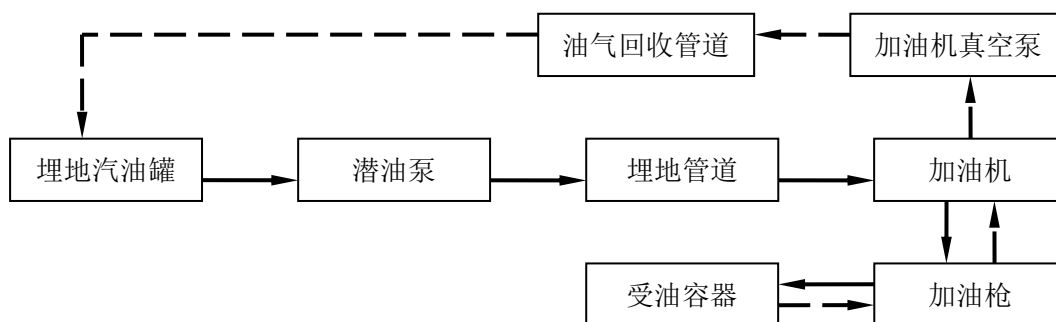 油气回收管道
加油机真空泵
埋地汽油罐
潜油泵
埋地管道
加油机
受油容器
加油枪